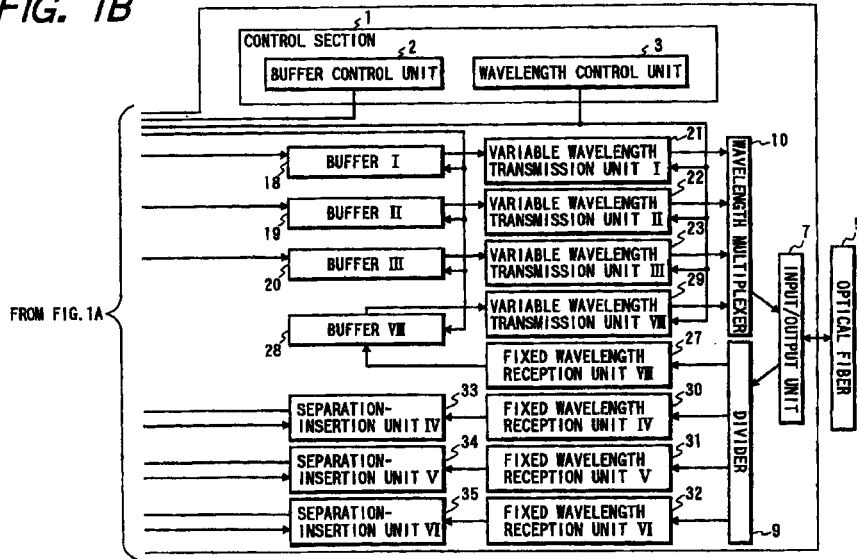 FIG. 1B
1
CONTROL SECTION
2
BUFFER CONTROL UNIT
3
WAVELENGTH CONTROL UNIT
BUFFER I
18
VARIABLE WAVELENGTH
TRANSMISSION UNIT I
21
10
WAVELENGTH MULTIPLEXER
BUFFER II
19
VARIABLE WAVELENGTH
TRANSMISSION UNIT II
22
BUFFER III
20
VARIABLE WAVELENGTH
TRANSMISSION UNIT III
23
7
INPUT/OUTPUT UNIT
OPTICAL FIBER
FROM FIG.1A
BUFFER VIII
28
VARIABLE WAVELENGTH
TRANSMISSION UNIT VIII
29
FIXED WAVELENGTH
RECEPTION UNIT VIII
27
DIVIDER
9
SEPARATION-
INSERTION UNIT IV
33
FIXED WAVELENGTH
RECEPTION UNIT IV
30
SEPARATION-
INSERTION UNIT V
34
FIXED WAVELENGTH
RECEPTION UNIT V
31
SEPARATION-
INSERTION UNIT VI
35
FIXED WAVELENGTH
RECEPTION UNIT VI
32